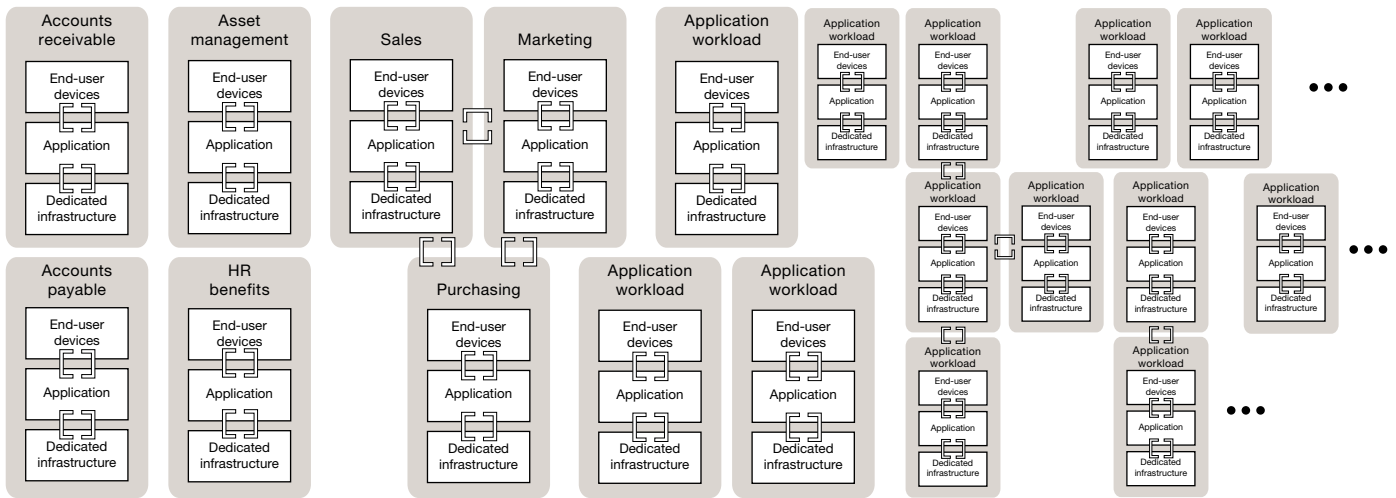 Accounts
receivable
End-user
devices
Application
Dedicated
infrastructure
Asset
management
End-user
devices
Application
Dedicated
infrastructure
Sales
End-user
devices
Application
Dedicated
infrastructure
Marketing
End-user
devices
Application
Dedicated
infrastructure
Application
workload
End-user
devices
Application
Dedicated
infrastructure
Application
workload
End-user
devices
Application
Dedicated
infrastructure
Application
workload
End-user
devices
Application
Dedicated
infrastructure
Application
workload
End-user
devices
Application
Dedicated
infrastructure
Application
workload
End-user
devices
Application
Dedicated
infrastructure
Application
workload
End-user
devices
Application
Dedicated
infrastructure
Application
workload
End-user
devices
Application
Dedicated
infrastructure
Application
workload
End-user
devices
Application
Dedicated
infrastructure
Application
workload
End-user
devices
Application
Dedicated
infrastructure
Accounts
payable
End-user
devices
Application
Dedicated
infrastructure
HR
benefits
End-user
devices
Application
Dedicated
infrastructure
Purchasing
End-user
devices
Application
Dedicated
infrastructure
Application
workload
End-user
devices
Application
Dedicated
infrastructure
Application
workload
End-user
devices
Application
Dedicated
infrastructure
Application
workload
End-user
devices
Application
Dedicated
infrastructure
Application
workload
End-user
devices
Application
Dedicated
infrastructure